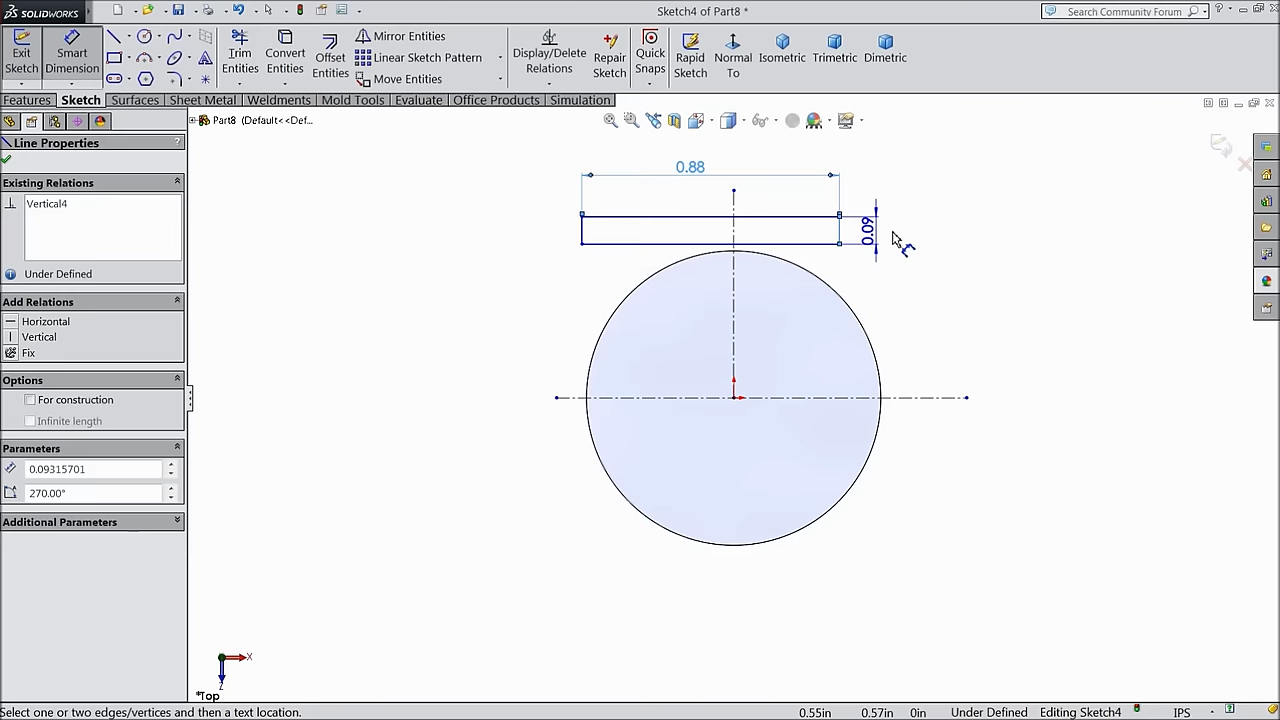 SOLIDWORKS
Sketch4 of Part8 *
Search Community Forum
Exit Sketch
Smart Dimension
Trim Entities
Convert Entities
Offset Entities
Mirror Entities
Linear Sketch Pattern
Move Entities
Display/Delete Relations
Repair Sketch
Quick Snaps
Rapid Sketch
Normal To
Isometric
Trimetric
Dimetric
Features
Sketch
Surfaces
Sheet Metal
Weldments
Mold Tools
Evaluate
Office Products
Simulation
Part8 (Default<<Def...
Line Properties
?
Existing Relations
Vertical4
Under Defined
Add Relations
Horizontal
Vertical
Fix
Options
For construction
Infinite length
Parameters
0.09315701
270.00°
Additional Parameters
0.88
0.09
X
Z
*Top
Select one or two edges/vertices and then a text location.
0.55in
0.57in
0in
Under Defined
Editing Sketch4
IPS